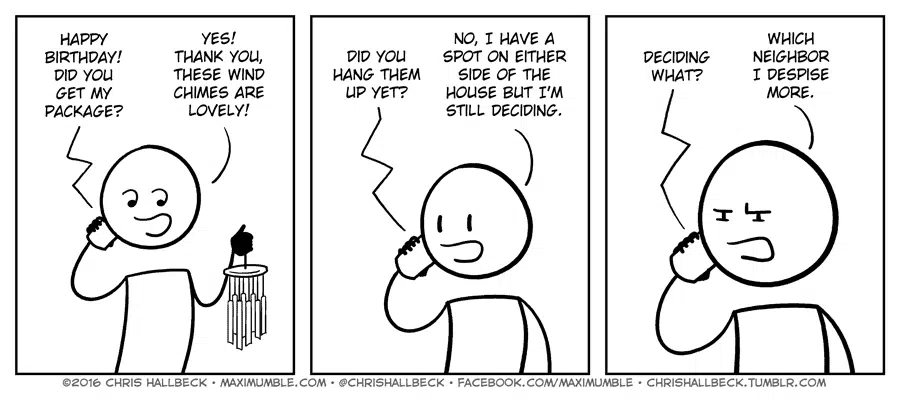 HAPPY
BIRTHDAY!
DID YOU
GET MY
PACKAGE?
YES!
THANK YOU,
THESE WIND
CHIMES ARE
LOVELY!
DID YOU
HANG THEM
UP YET?
NO, I HAVE A
SPOT ON EITHER
SIDE OF THE
HOUSE BUT I'M
STILL DECIDING.
DECIDING
WHAT?
WHICH
NEIGHBOR
I DESPISE
MORE.
©2016 CHRIS HALLBECK • MAXIMUMBLE.COM • @CHRISHALLBECK • FACEBOOK.COM/MAXIMUMBLE • CHRISHALLBECK.TUMBLR.COM